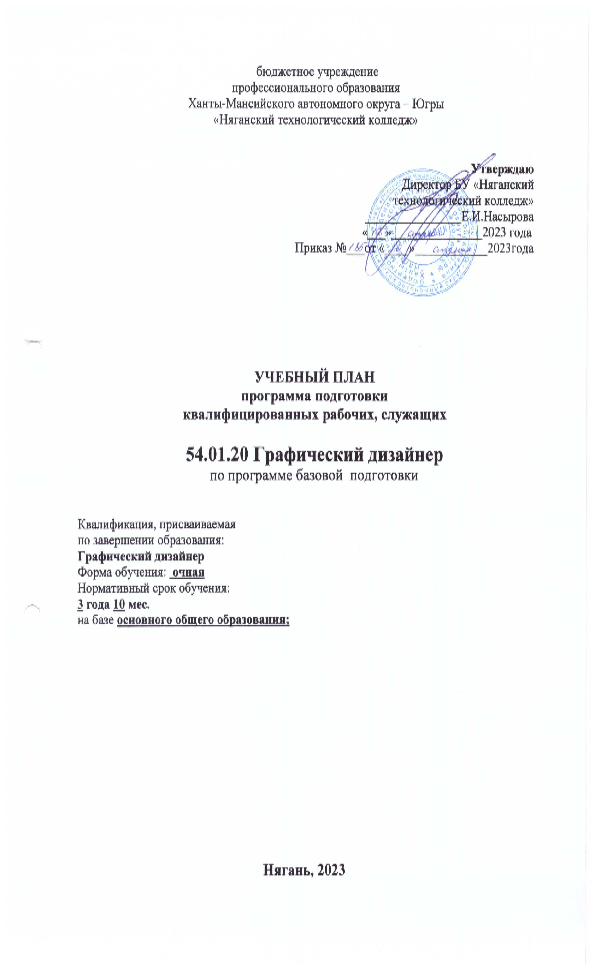 бюджетное учреждение
профессионального образования
Ханты-Мансийского автономного округа – Югры
«Няганский технологический колледж»
Утверждаю
Директор БУ «Няганский
технологический колледж»
Е.И.Насырова
« » 2023 года
Приказ № от « » 2023года
УЧЕБНЫЙ ПЛАН
программа подготовки
квалифицированных рабочих, служащих
54.01.20 Графический дизайнер
по программе базовой подготовки
Квалификация, присваиваемая
по завершении образования:
Графический дизайнер
Форма обучения: очная
Нормативный срок обучения:
3 года 10 мес.
на базе основного общего образования;
Нягань, 2023